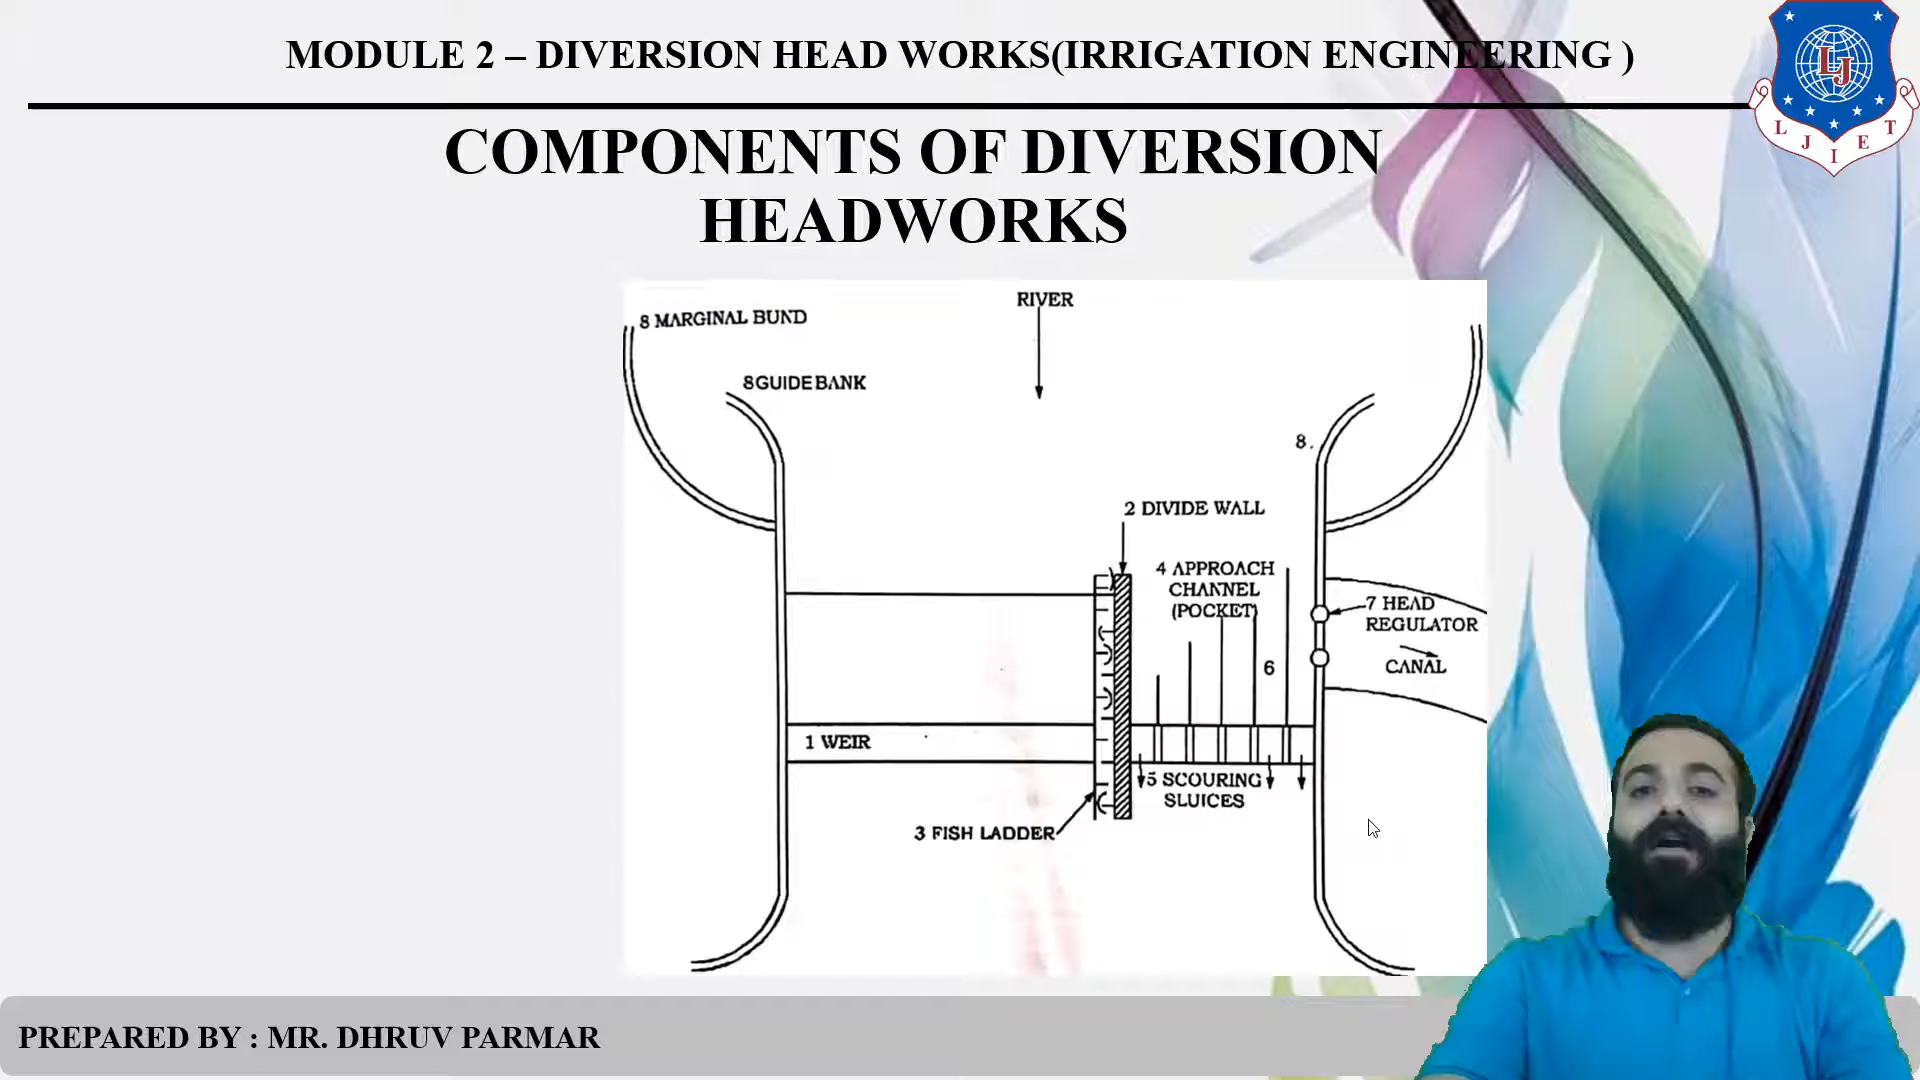 MODULE 2 – DIVERSION HEAD WORKS(IRRIGATION ENGINEERING )
LJ
L J I E T
COMPONENTS OF DIVERSION
HEADWORKS
RIVER
8 MARGINAL BUND
8 GUIDE BANK
8.
2 DIVIDE WALL
4 APPROACH
CHANNEL
(POCKET)
7 HEAD
REGULATOR
6
CANAL
1 WEIR
5 SCOURING
SLUICES
3 FISH LADDER
PREPARED BY : MR. DHRUV PARMAR